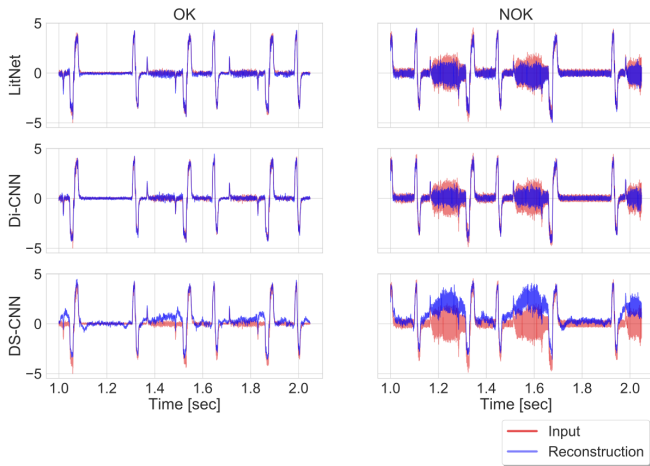 OK NOK
5
0
−5
LitNet
5
0
−5
Di-CNN
5
0
−5
DS-CNN
1.0 1.2 1.4 1.6 1.8 2.0 1.0 1.2 1.4 1.6 1.8 2.0
Time [sec] Time [sec]
Input
Reconstruction